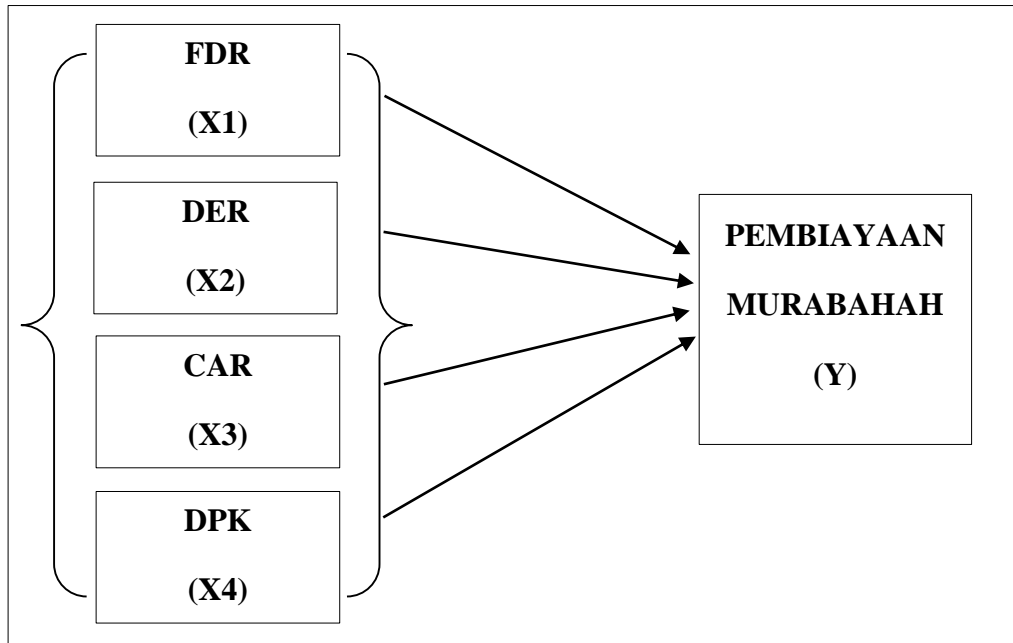 FDR
(X1)
DER
(X2)
CAR
(X3)
DPK
(X4)
PEMBIAYAAN
MURABAHAH
(Y)